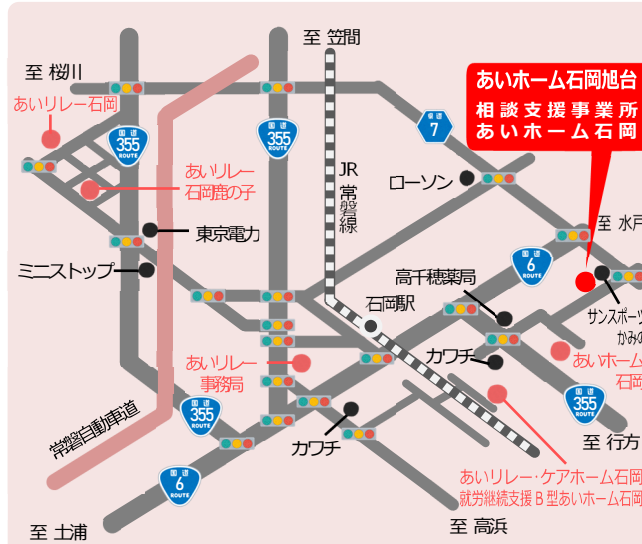 至 笠間
至 桜川
あいリレー石岡
国道
355
ROUTE
国道
355
ROUTE
県道
7
あいホーム石岡旭台
相談支援事業所
あいホーム石岡
あいリレー
石岡鹿の子
JR
常磐線
ローソン
東京電力
至 水戸
ミニストップ
国道
6
ROUTE
高千穂薬局
石岡駅
サンスポーツ
かみの
あいリレー
事務局
カワチ
あいホーム
石岡
国道
355
ROUTE
国道
355
ROUTE
常磐自動車道
カワチ
至 行方
国道
6
ROUTE
あいリレー・ケアホーム石岡
就労継続支援B型あいホーム石岡
至 土浦
至 高浜